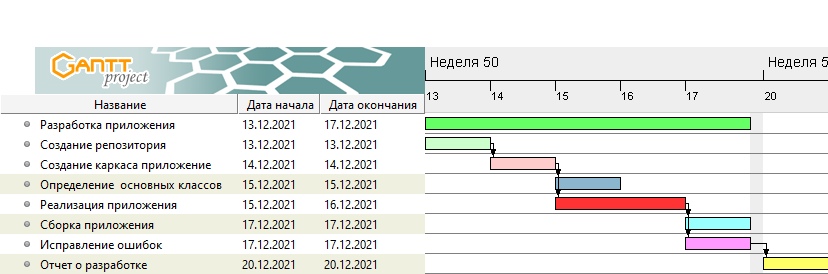 GANTT project
Неделя 50
Неделя 5
13 14 15 16 17 20
Название Дата начала Дата окончания
Разработка приложения 13.12.2021 17.12.2021
Создание репозитория 13.12.2021 13.12.2021
Создание каркаса приложение 14.12.2021 14.12.2021
Определение основных классов 15.12.2021 15.12.2021
Реализация приложения 15.12.2021 16.12.2021
Сборка приложения 17.12.2021 17.12.2021
Исправление ошибок 17.12.2021 17.12.2021
Отчет о разработке 20.12.2021 20.12.2021